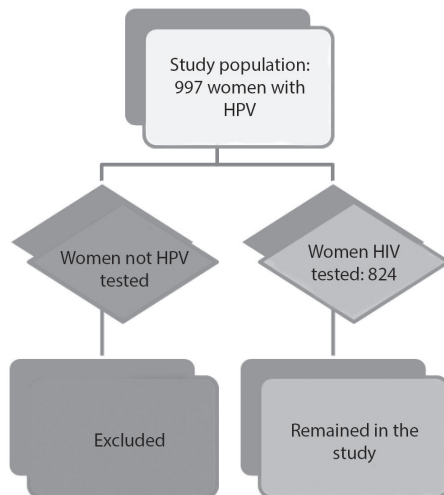 Study population:
997 women with
HPV
Women not HPV
tested
Women HIV
tested: 824
Excluded
Remained in the
study